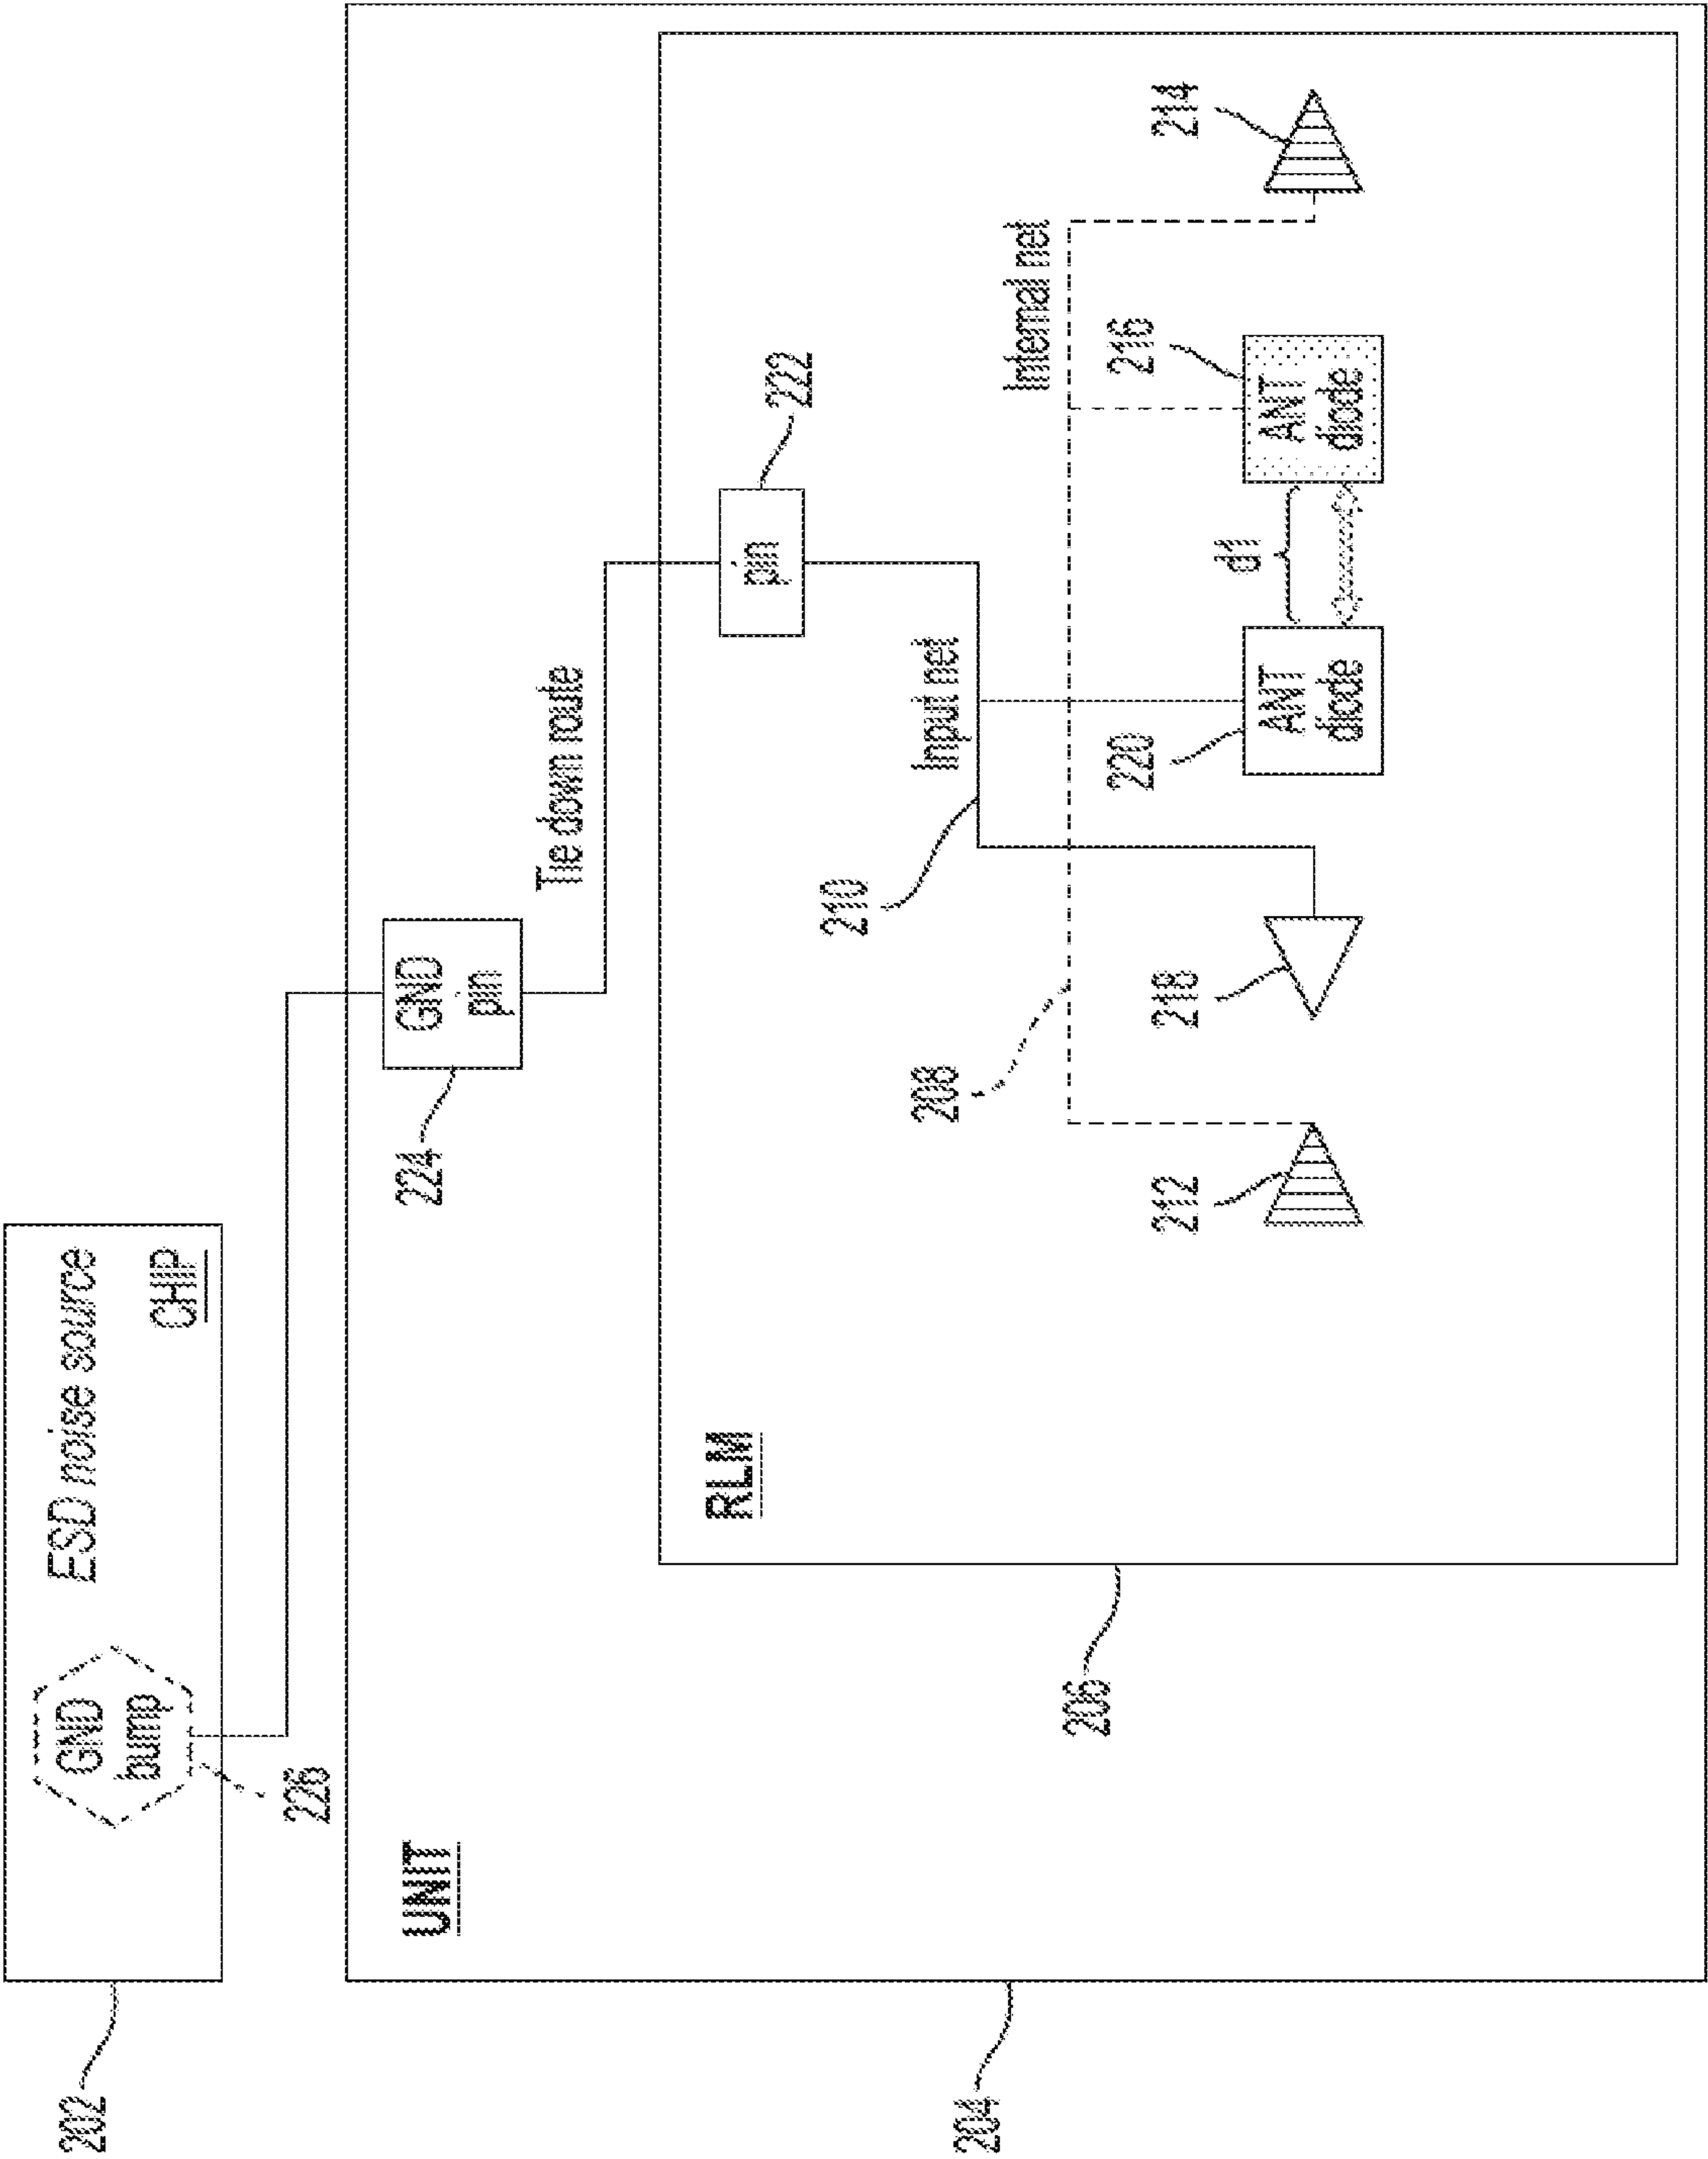 202
GND
bump
226
ESD noise source
CHIP
204
UNIT
GND
pin
224
Tie down route
206
RLM
pin
222
Input net
210
208
Internal net
212
218
220
ANT
diode
d1
216
ANT
diode
214